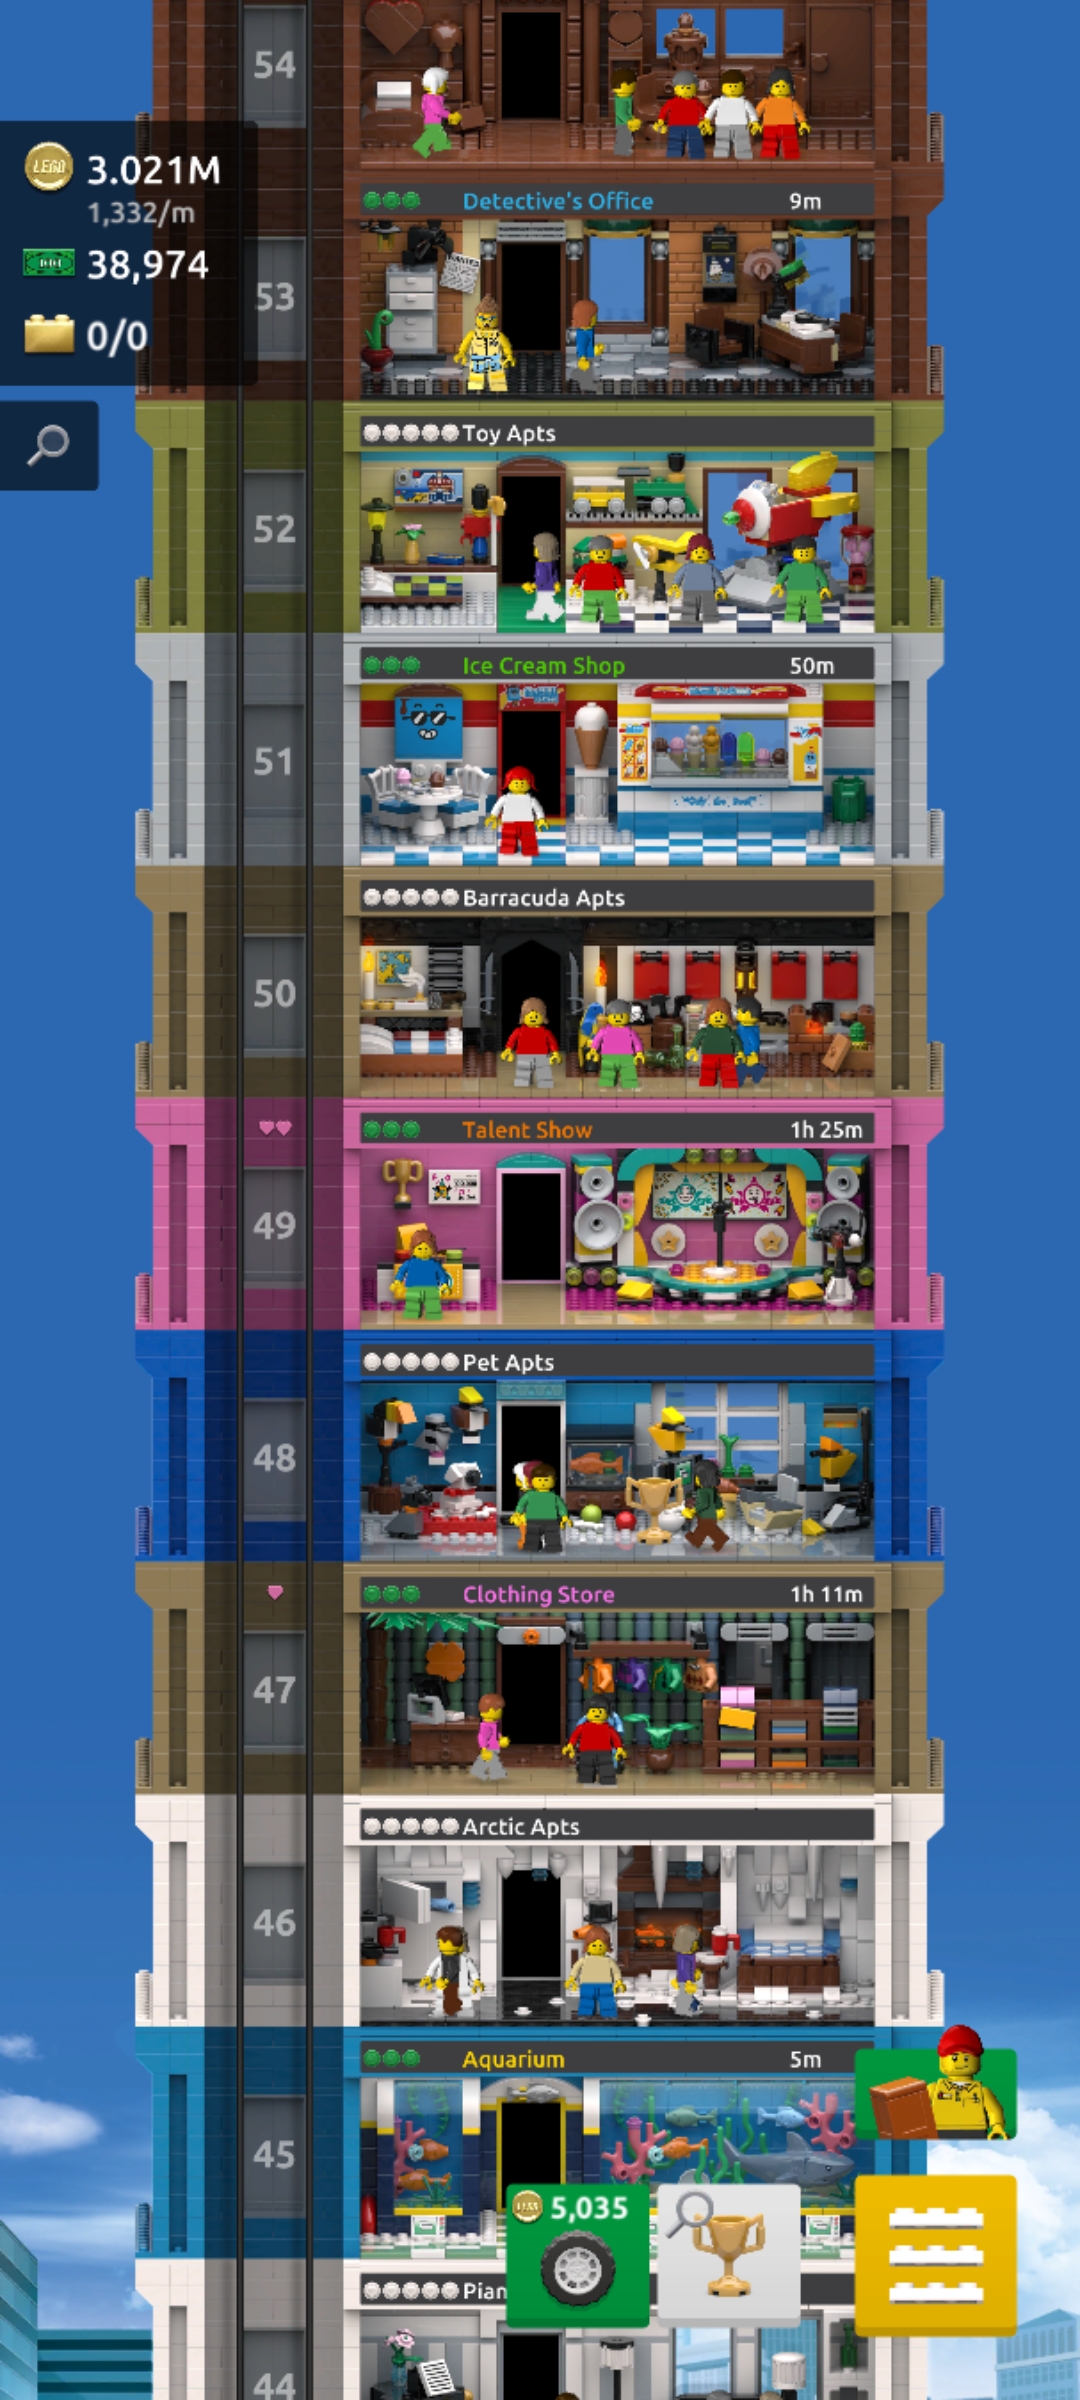 54
LEGO
3.021M
1,332/m
38,974
0/0
Detective's Office 9m
WANTED
53
Toy Apts
52
Ice Cream Shop 50m
51
Barracuda Apts
50
Talent Show 1h 25m
49
Pet Apts
48
Clothing Store 1h 11m
47
Arctic Apts
46
Aquarium 5m
45
5,035
Pian
44